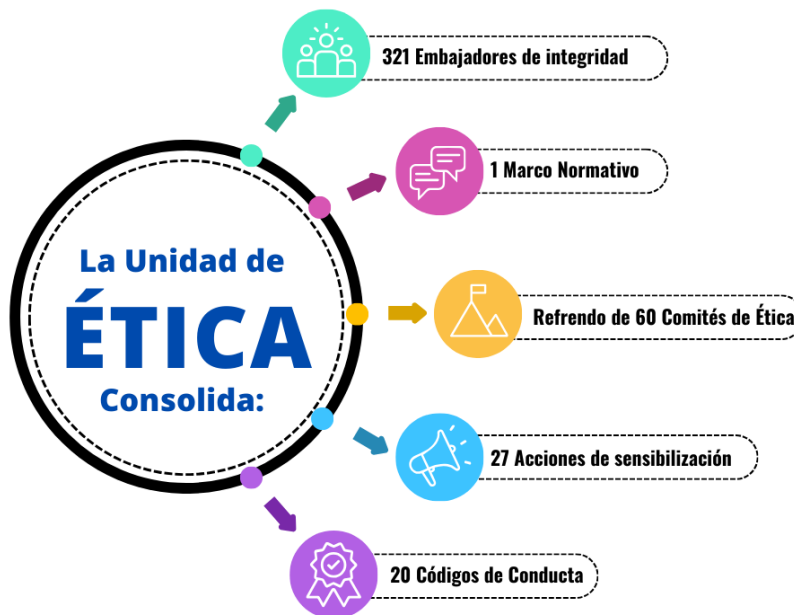 321 Embajadores de integridad
1 Marco Normativo
La Unidad de
ÉTICA
Consolida:
Refrendo de 60 Comités de Ética
27 Acciones de sensibilización
20 Códigos de Conducta